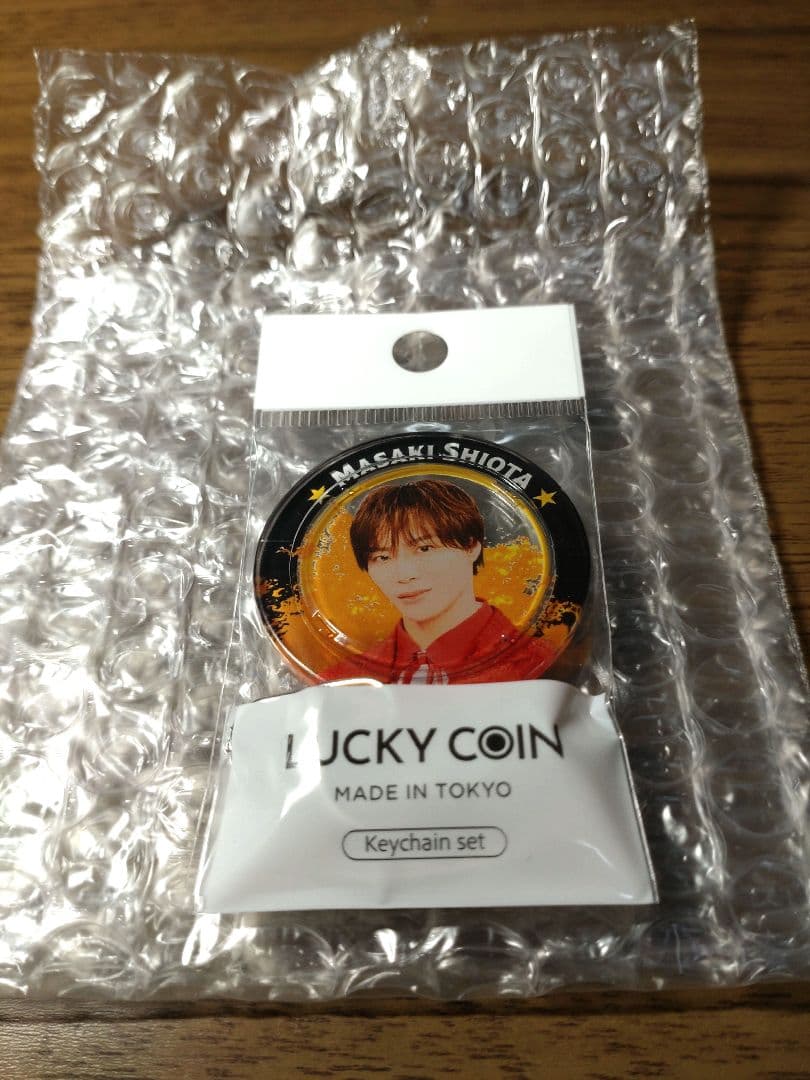 MASAKI SHIOTA
LUCKY COIN
MADE IN TOKYO
Keychain set